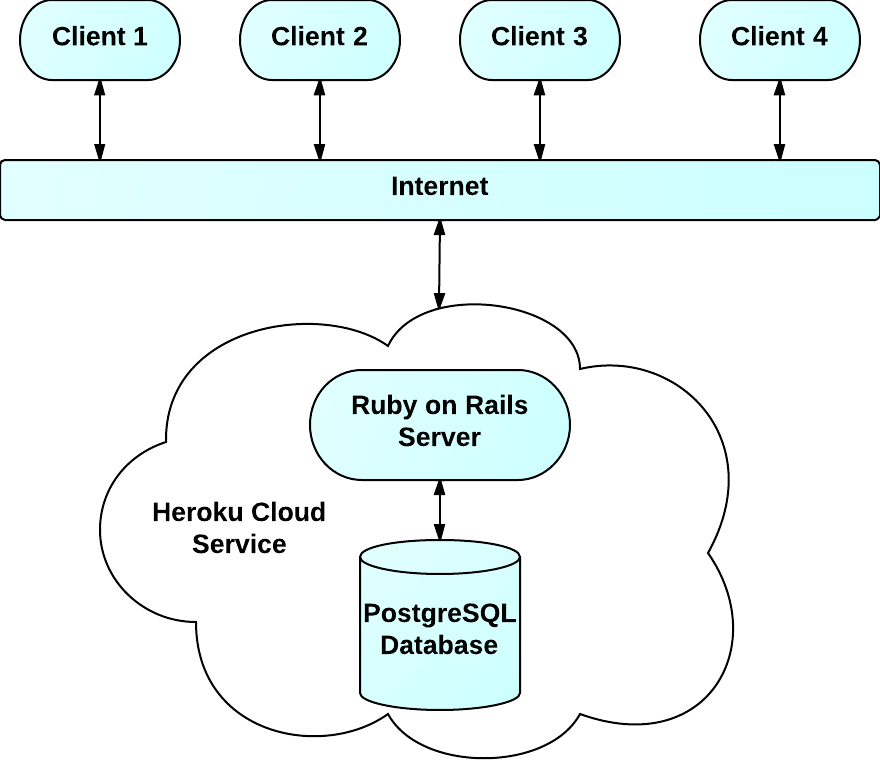 Client 1
Client 2
Client 3
Client 4
Internet
Ruby on Rails
Server
Heroku Cloud
Service
PostgreSQL
Database